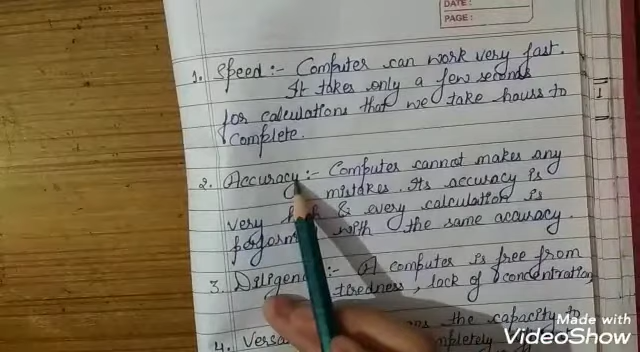 DATE :
PAGE :
1. Speed :- Computer can work very fast.
It takes only a few seconds
for calculations that we take hours to
complete.
2. Accuracy :- Computer cannot makes any
mistakes. Its accuracy is
very & every calculation is
with the same accuracy.
3. :- A computer is free from
tiredness, lack of concentration
4. the capacity to
Made with
VideoShow